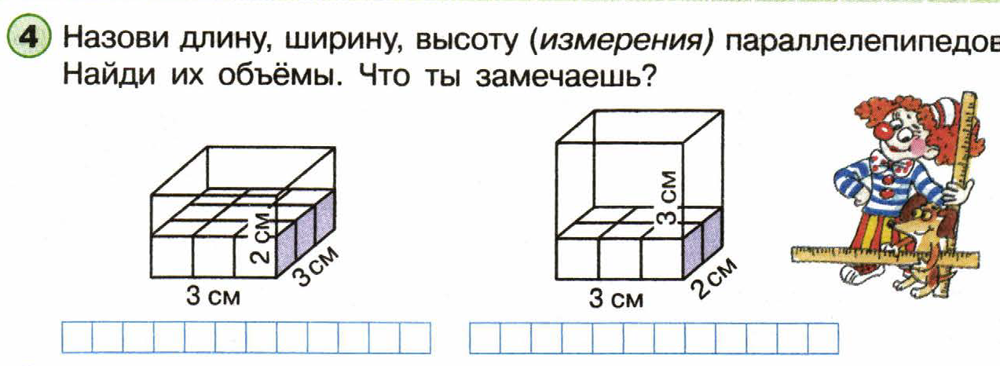 4 Назови длину, ширину, высоту (измерения) параллелепипедов
Найди их объёмы. Что ты замечаешь?
2 см
3 см
3 см
3 см
2 см
3 см